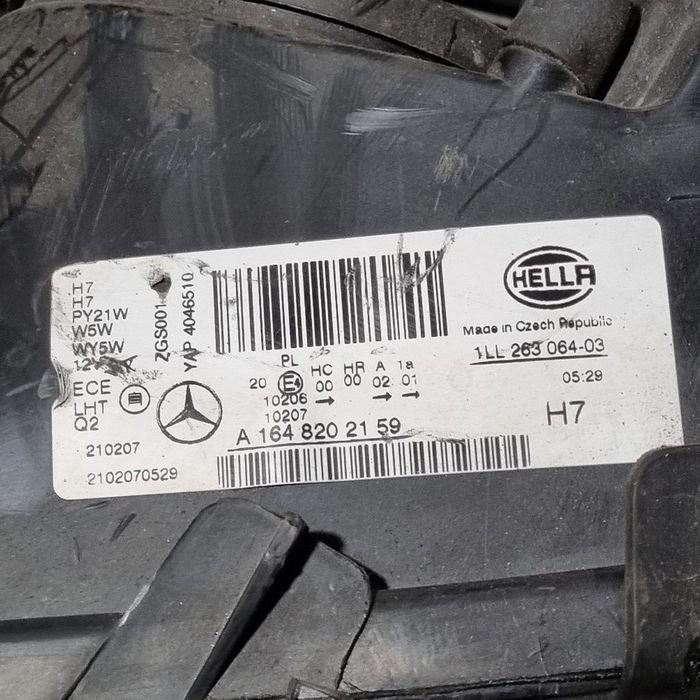 H7
H7
PY21W
W5W
WY5W
ECE
LHT
Q2
210207
2102070529
YAP 4046510
PL
HC HR A 1a
20 E
00 00 02 01
10206 →
→ →
10207
A 164 820 21 59
HELLA
Made in Czech Republic
1LL 263 064-03
05:29
H7